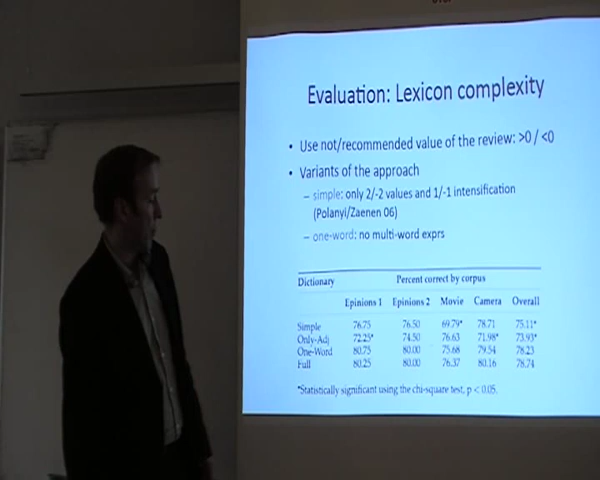 Evaluation: Lexicon complexity
• Use not/recommended value of the review: >0 / <0
• Variants of the approach
– simple: only 2/-2 values and 1/-1 intensification
(Polanyi/Zaenen 06)
– one-word: no multi-word exprs
Dictionary Percent correct by corpus
Epinions 1 Epinions 2 Movie Camera Overall
Simple 76.75 76.50 69.79* 78.71 75.11*
Only-Adj 72.25* 74.50 76.63 71.98* 73.93*
One-Word 80.75 80.00 75.68 79.54 78.23
Full 80.25 80.00 76.37 80.16 78.74
*Statistically significant using the chi-square test, p < 0.05.